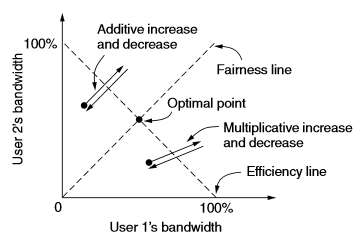 Additive increase
and decrease
100%
Fairness line
Optimal point
Multiplicative increase
and decrease
Efficiency line
User 2's bandwidth
0
100%
User 1's bandwidth